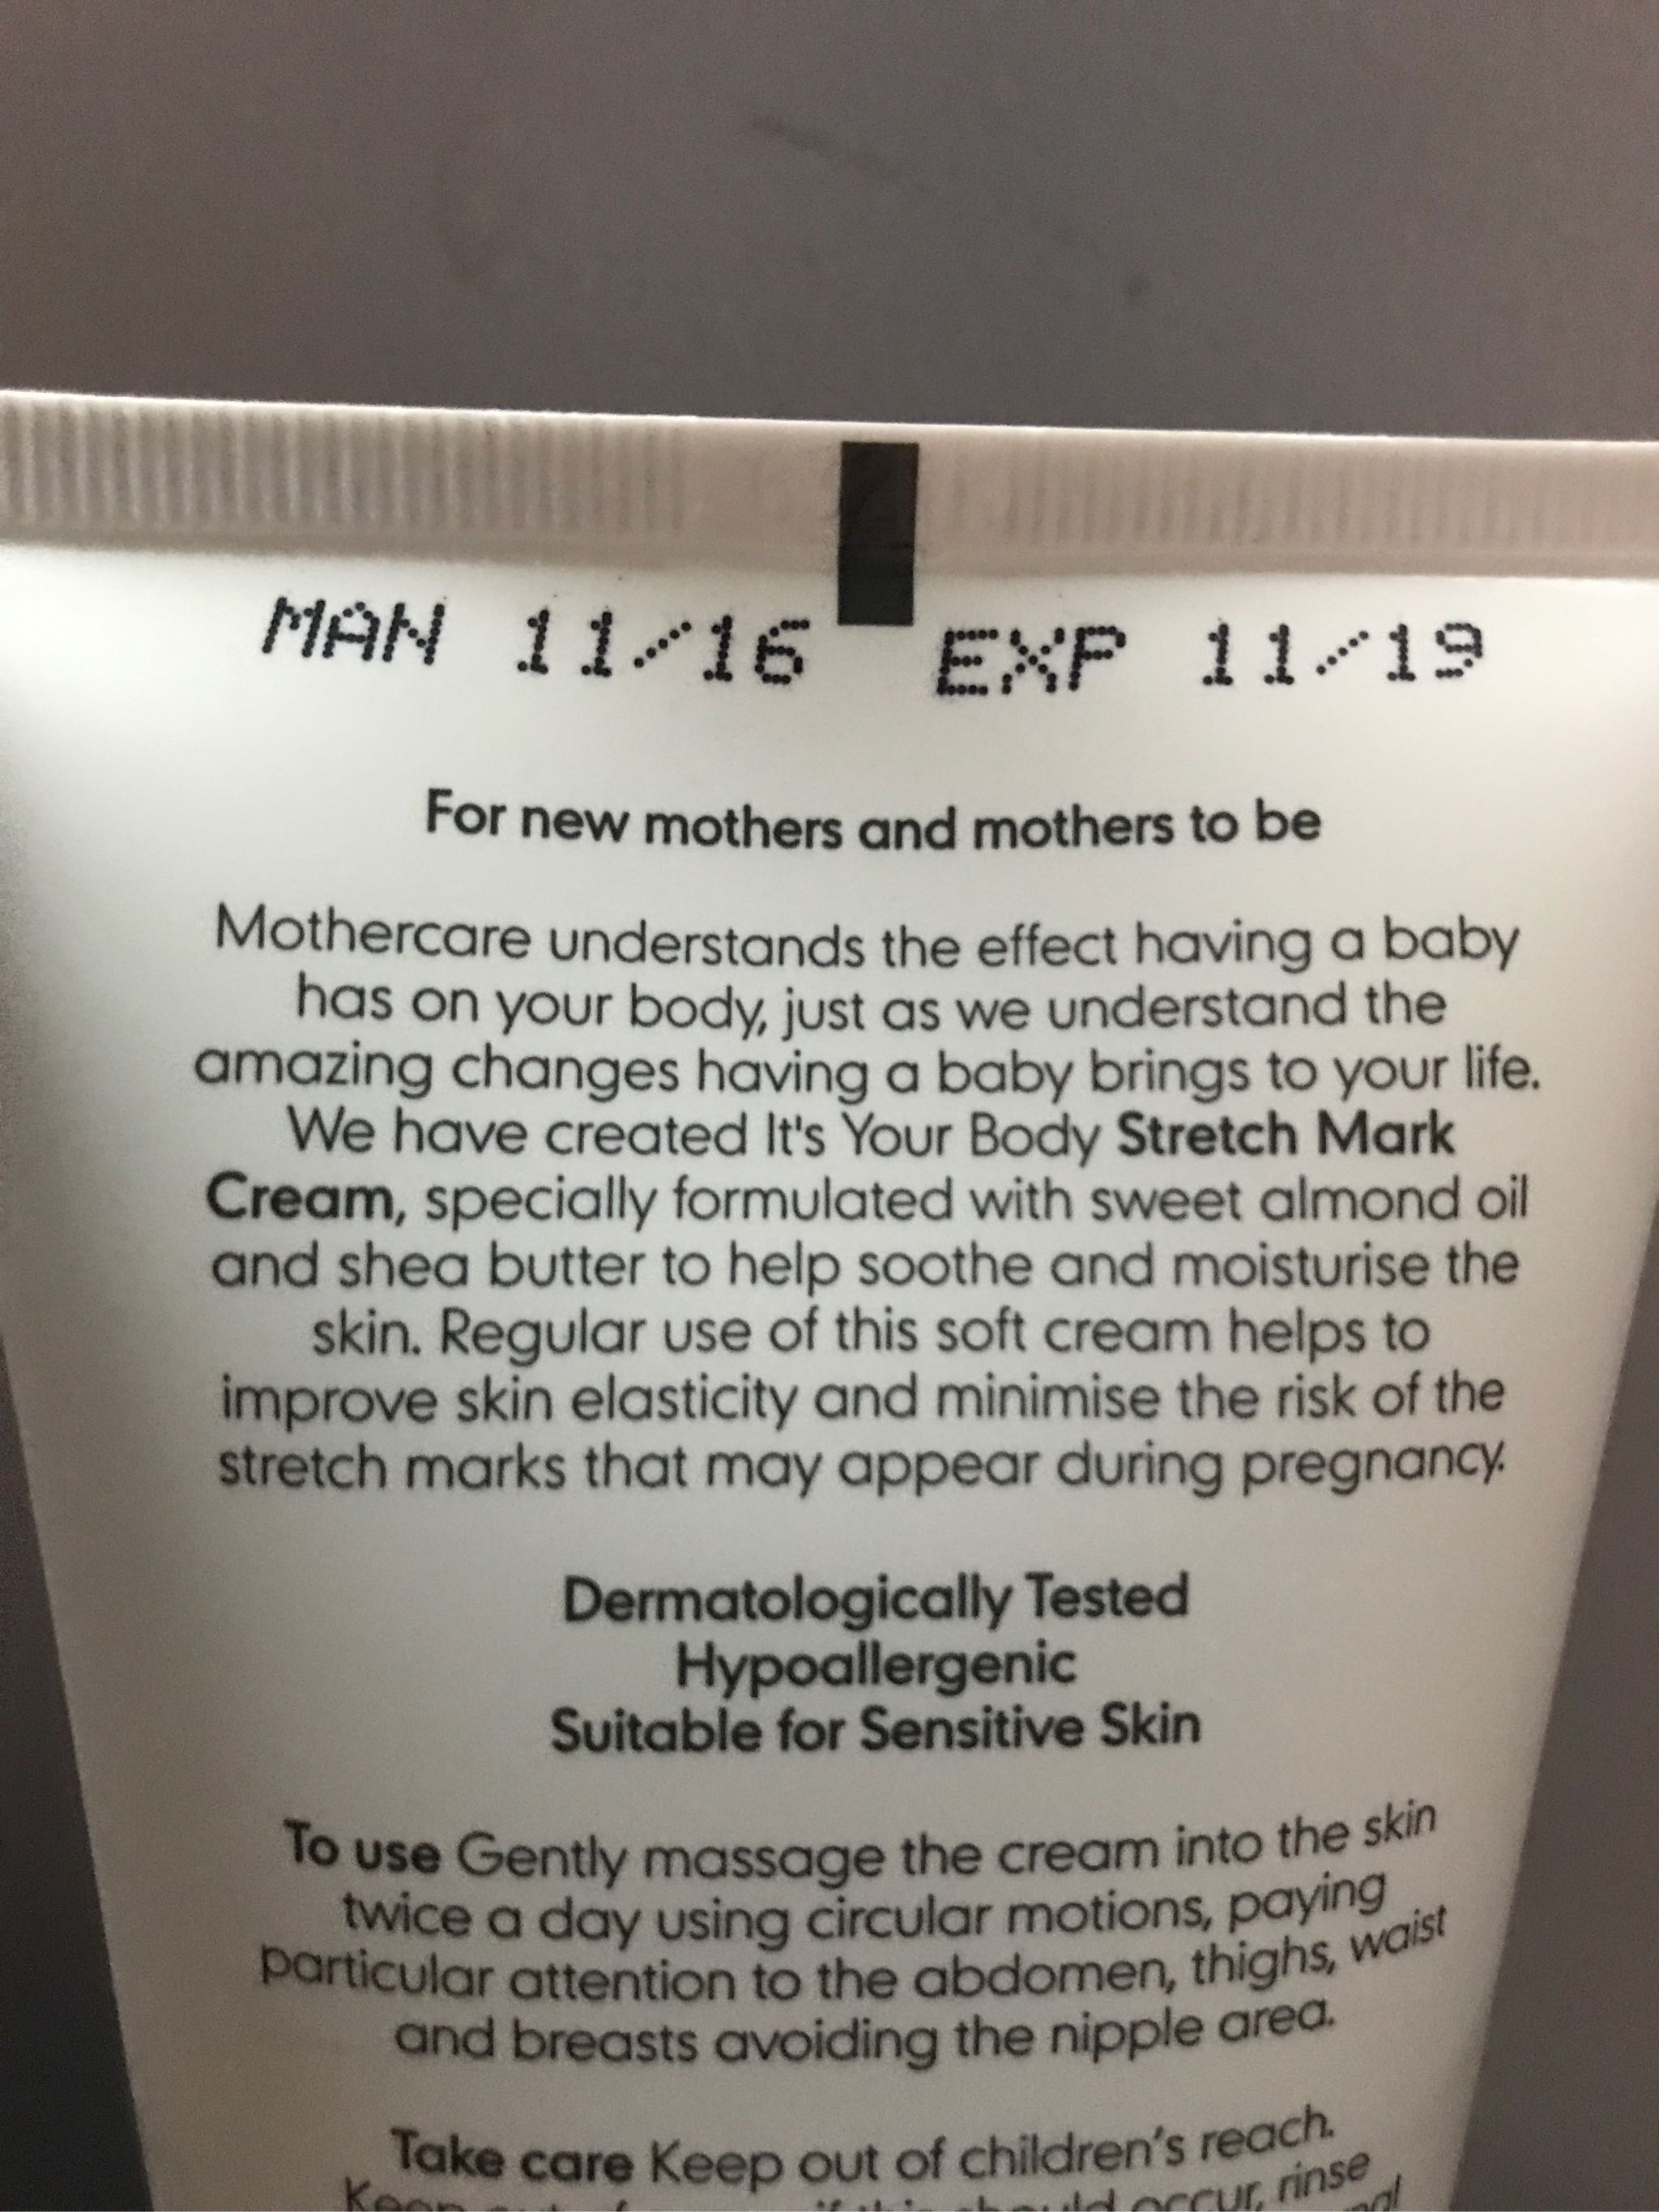 MAN 11/16 EXP 11/19
For new mothers and mothers to be
Mothercare understands the effect having a baby
has on your body, just as we understand the
amazing changes having a baby brings to your life.
We have created It's Your Body Stretch Mark
Cream, specially formulated with sweet almond oil
and shea butter to help soothe and moisturise the
skin. Regular use of this soft cream helps to
improve skin elasticity and minimise the risk of the
stretch marks that may appear during pregnancy.
Dermatologically Tested
Hypoallergenic
Suitable for Sensitive Skin
To use Gently massage the cream into the skin
twice a day using circular motions, paying
particular attention to the abdomen, thighs, waist
and breasts avoiding the nipple area.
Take care Keep out of children's reach.
occur, rinse